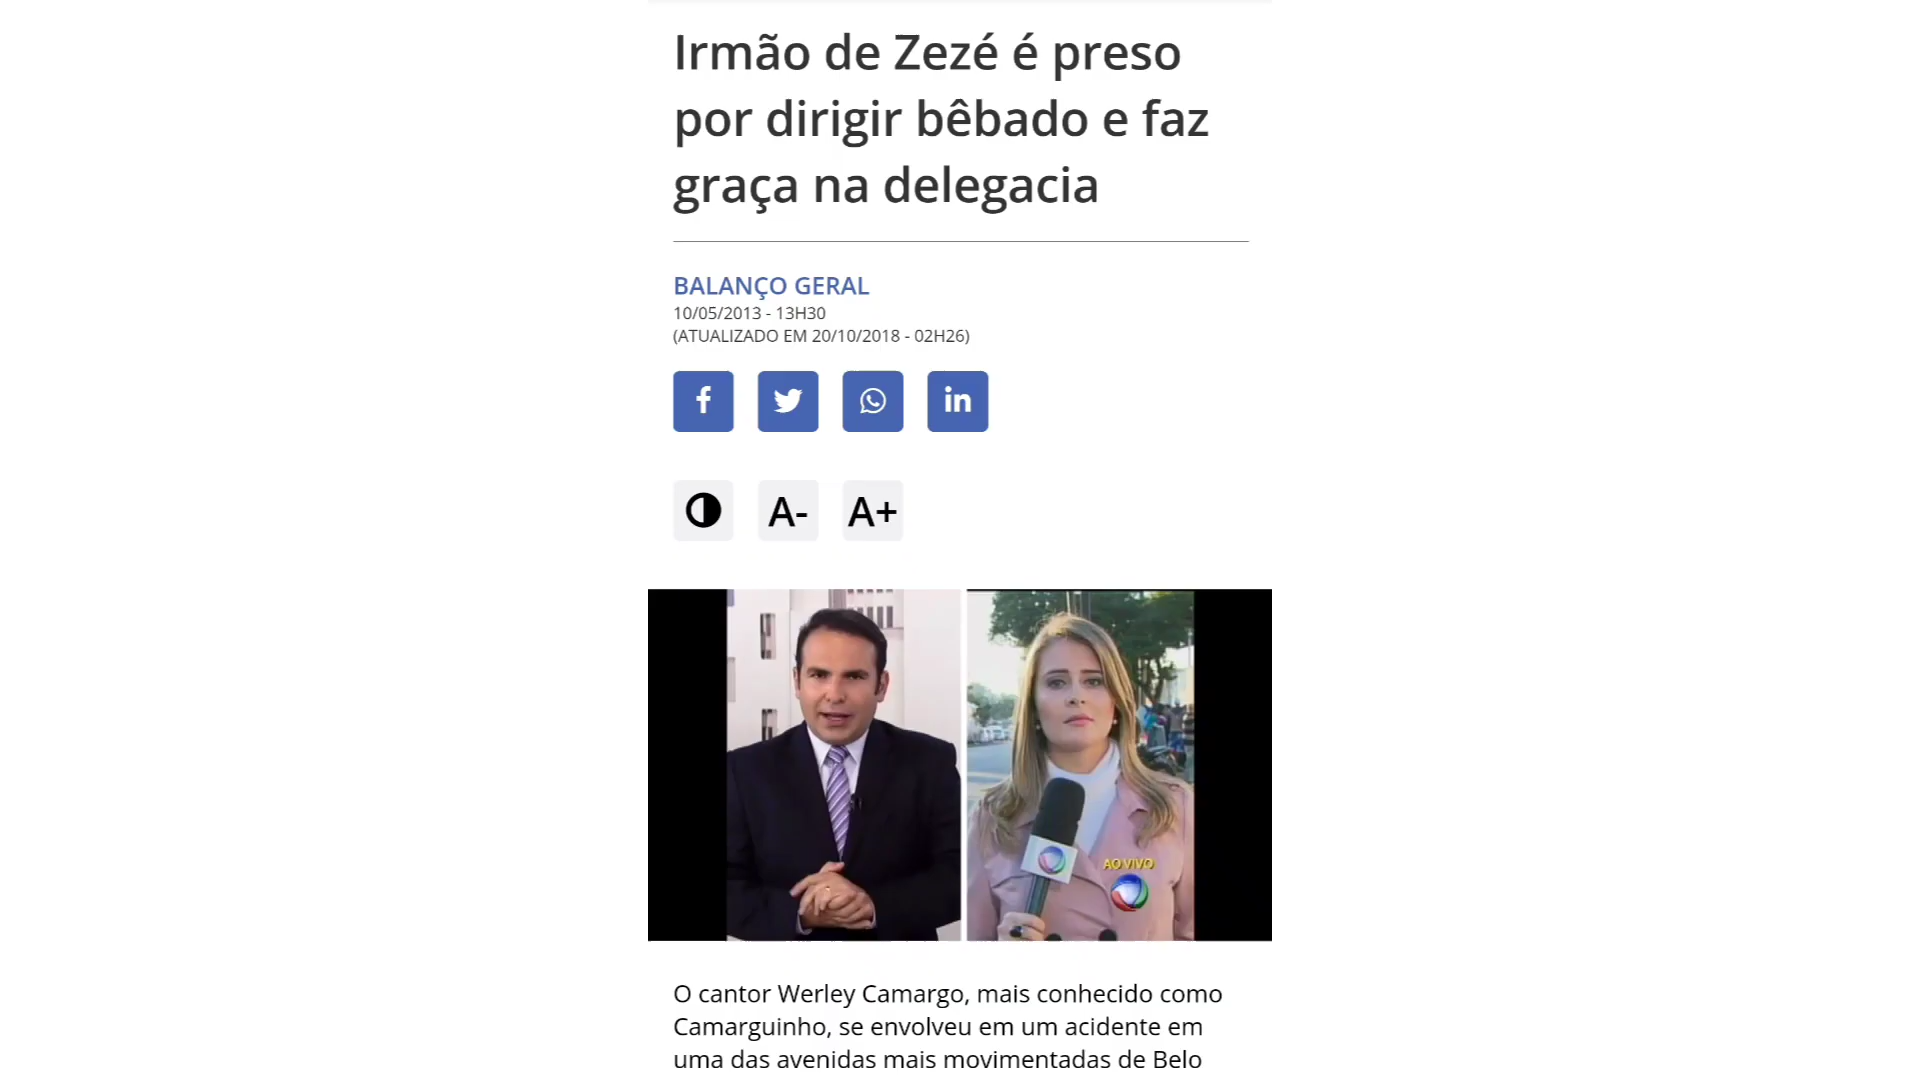 Irmão de Zezé é preso
por dirigir bêbado e faz
graça na delegacia
BALANÇO GERAL
10/05/2013 - 13H30
(ATUALIZADO EM 20/10/2018 - 02H26)
A- A+
AO VIVO
O cantor Werley Camargo, mais conhecido como
Camarguinho, se envolveu em um acidente em
uma das avenidas mais movimentadas de Belo